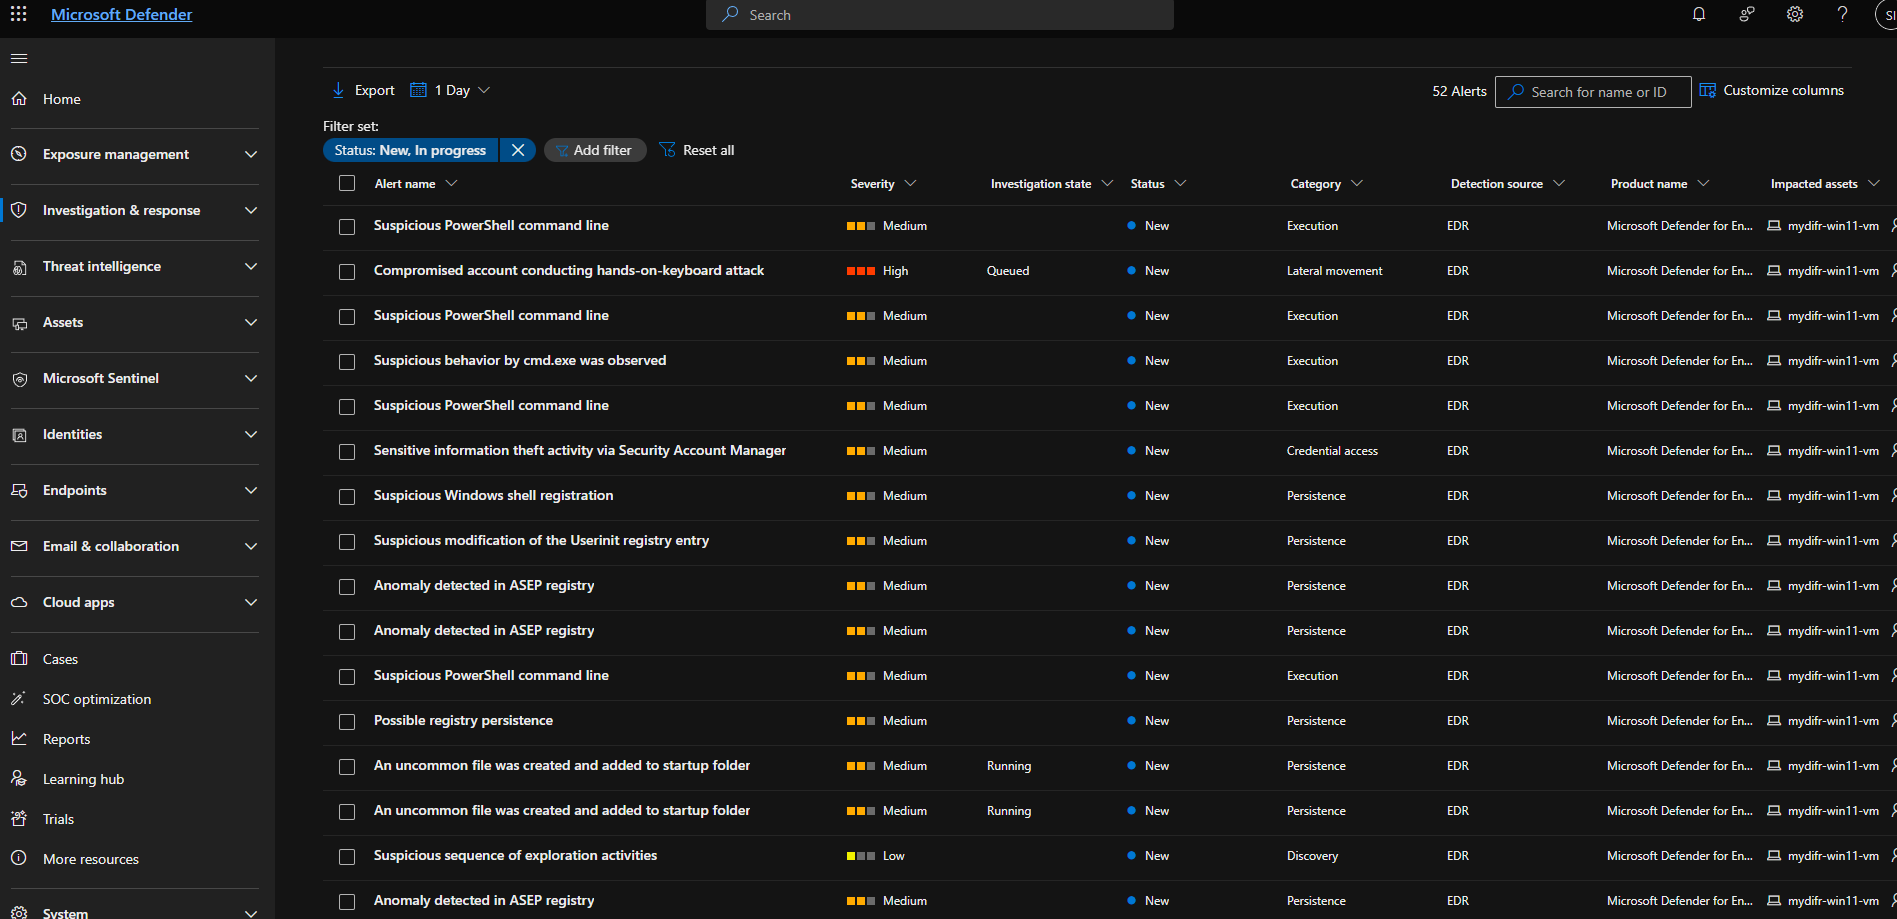 Microsoft Defender
Search
SI
Home
Exposure management
Investigation & response
Threat intelligence
Assets
Microsoft Sentinel
Identities
Endpoints
Email & collaboration
Cloud apps
Cases
SOC optimization
Reports
Learning hub
Trials
More resources
System
Export 1 Day 52 Alerts Search for name or ID Customize columns
Filter set:
Status: New, In progress Add filter Reset all
Alert name Severity Investigation state Status Category Detection source Product name Impacted assets
Suspicious PowerShell command line Medium New Execution EDR Microsoft Defender for En... mydifr-win11-vm
Compromised account conducting hands-on-keyboard attack High Queued New Lateral movement EDR Microsoft Defender for En... mydifr-win11-vm
Suspicious PowerShell command line Medium New Execution EDR Microsoft Defender for En... mydifr-win11-vm
Suspicious behavior by cmd.exe was observed Medium New Execution EDR Microsoft Defender for En... mydifr-win11-vm
Suspicious PowerShell command line Medium New Execution EDR Microsoft Defender for En... mydifr-win11-vm
Sensitive information theft activity via Security Account Manager Medium New Credential access EDR Microsoft Defender for En... mydifr-win11-vm
Suspicious Windows shell registration Medium New Persistence EDR Microsoft Defender for En... mydifr-win11-vm
Suspicious modification of the Userinit registry entry Medium New Persistence EDR Microsoft Defender for En... mydifr-win11-vm
Anomaly detected in ASEP registry Medium New Persistence EDR Microsoft Defender for En... mydifr-win11-vm
Anomaly detected in ASEP registry Medium New Persistence EDR Microsoft Defender for En... mydifr-win11-vm
Suspicious PowerShell command line Medium New Execution EDR Microsoft Defender for En... mydifr-win11-vm
Possible registry persistence Medium New Persistence EDR Microsoft Defender for En... mydifr-win11-vm
An uncommon file was created and added to startup folder Medium Running New Persistence EDR Microsoft Defender for En... mydifr-win11-vm
An uncommon file was created and added to startup folder Medium Running New Persistence EDR Microsoft Defender for En... mydifr-win11-vm
Suspicious sequence of exploration activities Low New Discovery EDR Microsoft Defender for En... mydifr-win11-vm
Anomaly detected in ASEP registry Medium New Persistence EDR Microsoft Defender for En... mydifr-win11-vm